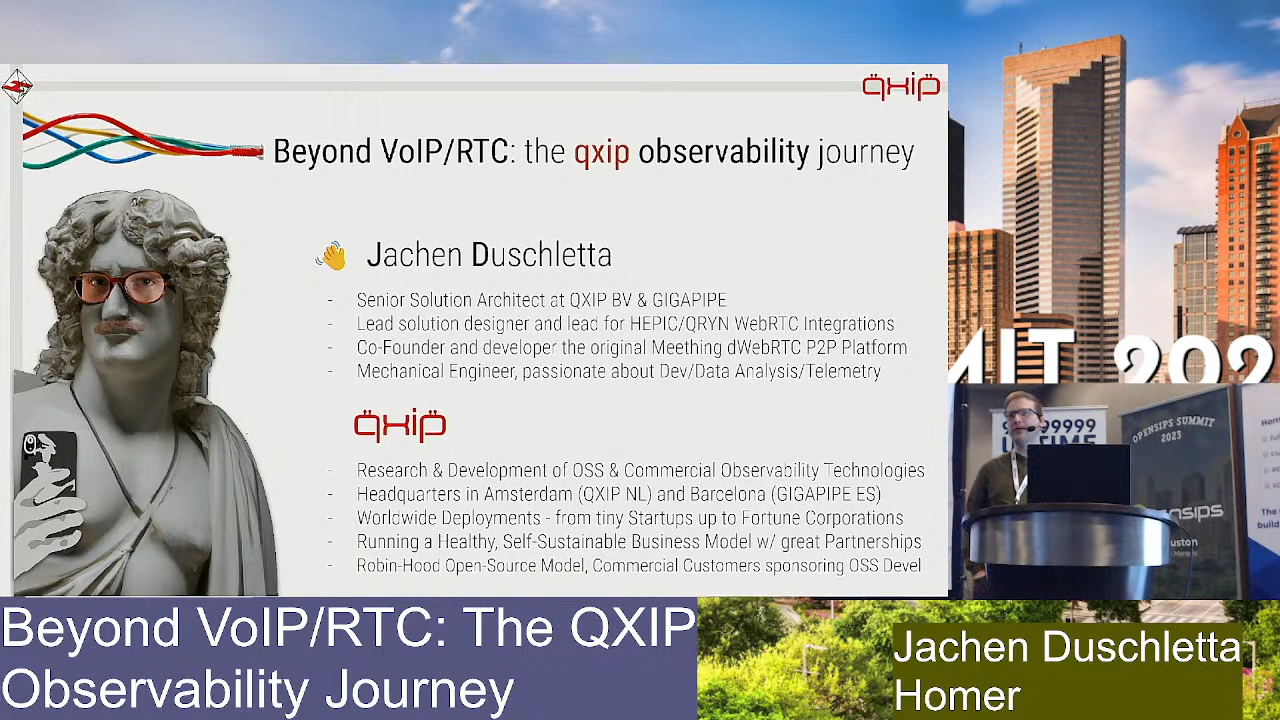 qxip
Beyond VoIP/RTC: the qxip observability journey
Jachen Duschletta
- Senior Solution Architect at QXIP BV & GIGAPIPE
- Lead solution designer and lead for HEPIC/QRYN WebRTC Integrations
- Co-Founder and developer the original Meething dWebRTC P2P Platform
- Mechanical Engineer, passionate about Dev/Data Analysis/Telemetry
qxip
- Research & Development of OSS & Commercial Observability Technologies
- Headquarters in Amsterdam (QXIP NL) and Barcelona (GIGAPIPE ES)
- Worldwide Deployments - from tiny Startups up to Fortune Corporations
- Running a Healthy, Self-Sustainable Business Model w/ great Partnerships
- Robin Hood Open Source Model, Commercial Customers sponsoring OSS Devel
MIT 202
OPENSIPS SUMMIT
2023
nsips
uston
Beyond VoIP/RTC: The QXIP
Observability Journey
Jachen Duschletta
Homer